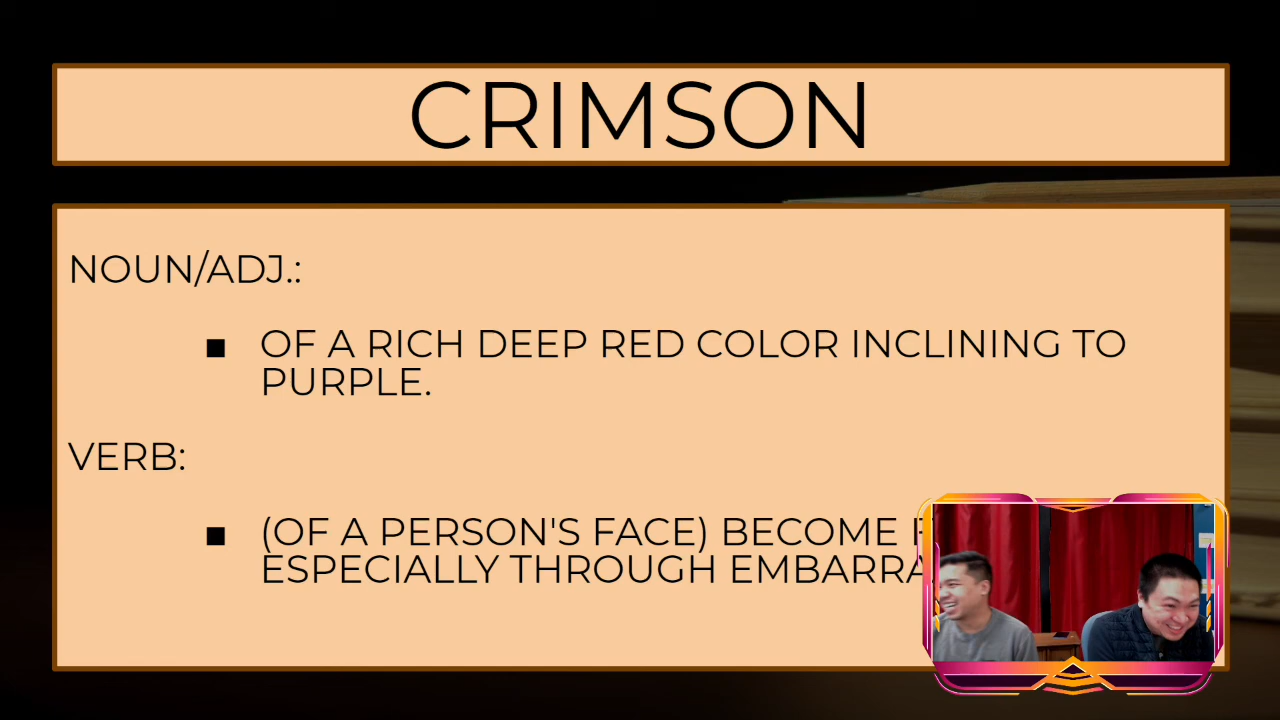 CRIMSON
NOUN/ADJ.:
■ OF A RICH DEEP RED COLOR INCLINING TO
PURPLE.
VERB:
■ (OF A PERSON'S FACE) BECOME
ESPECIALLY THROUGH